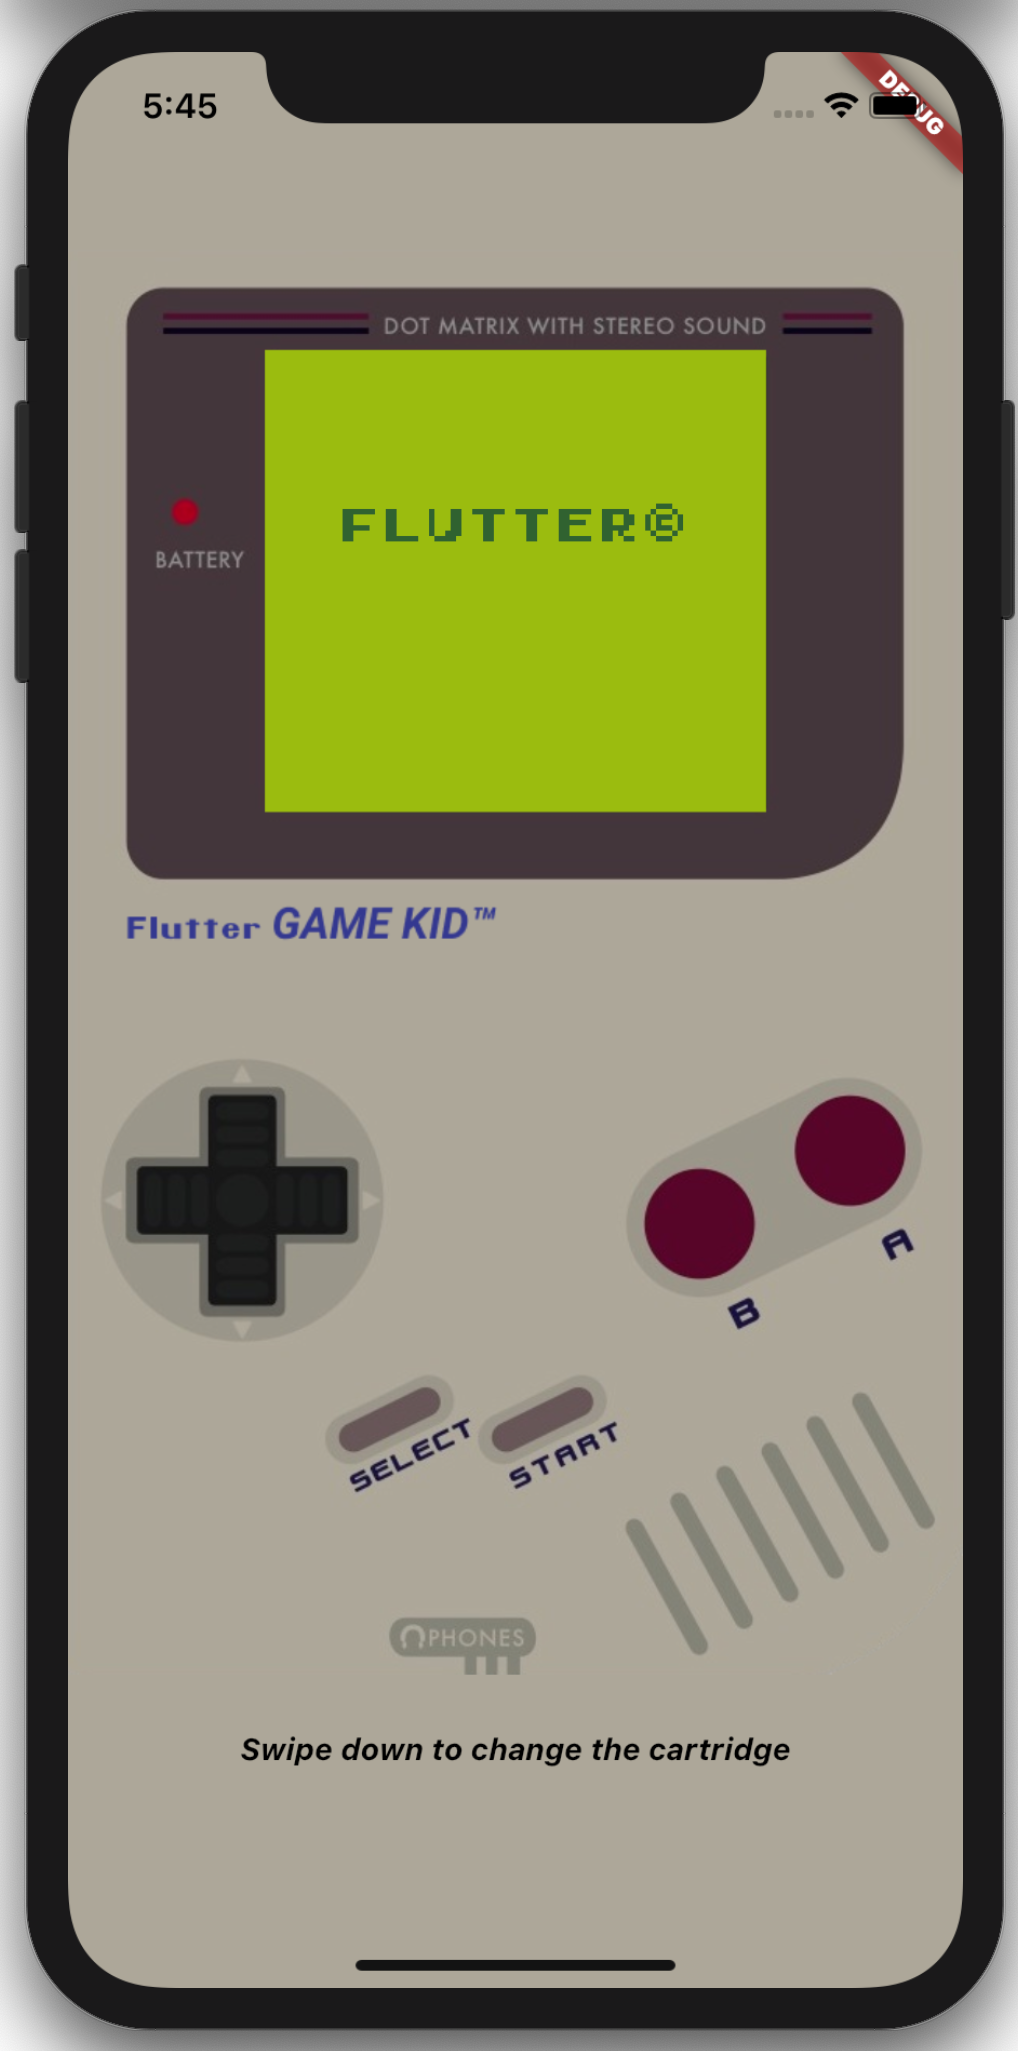 5:45
DEBUG
DOT MATRIX WITH STEREO SOUND
FLUTTER©
BATTERY
Flutter GAME KID™
A
B
SELECT
START
PHONES
Swipe down to change the cartridge